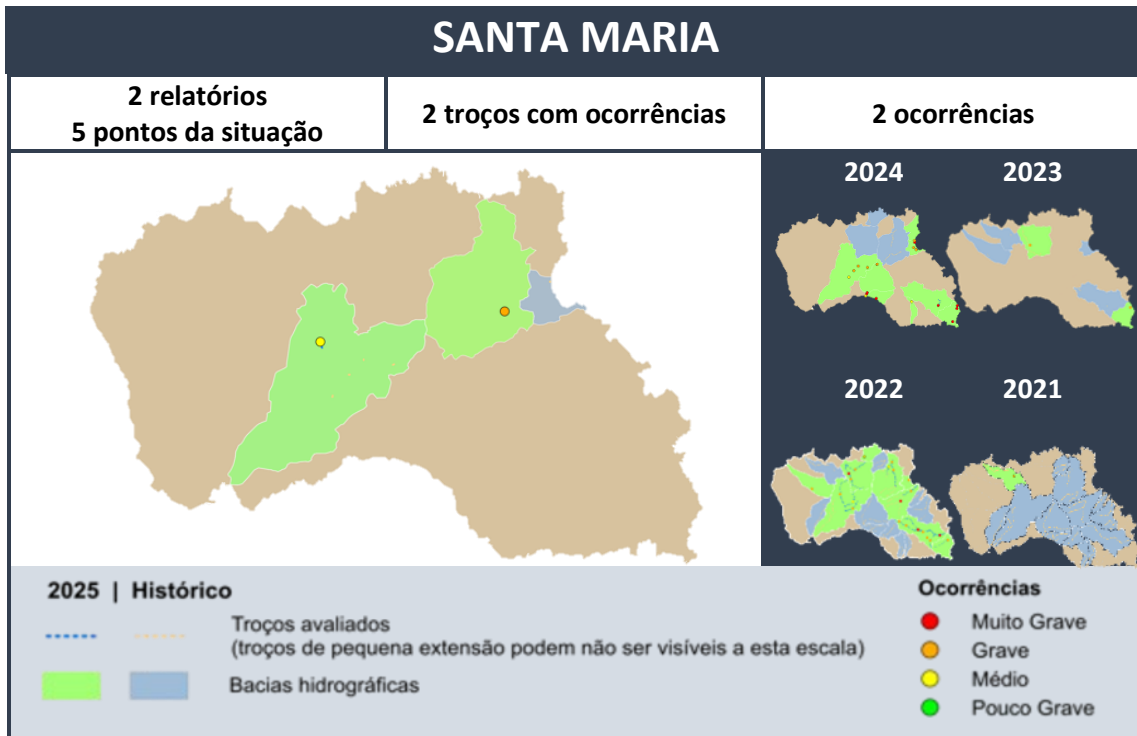 SANTA MARIA
2 relatórios
5 pontos da situação
2 troços com ocorrências
2 ocorrências
2024
2023
2022
2021
2025 | Histórico
Troços avaliados
(troços de pequena extensão podem não ser visíveis a esta escala)
Bacias hidrográficas
Ocorrências
Muito Grave
Grave
Médio
Pouco Grave